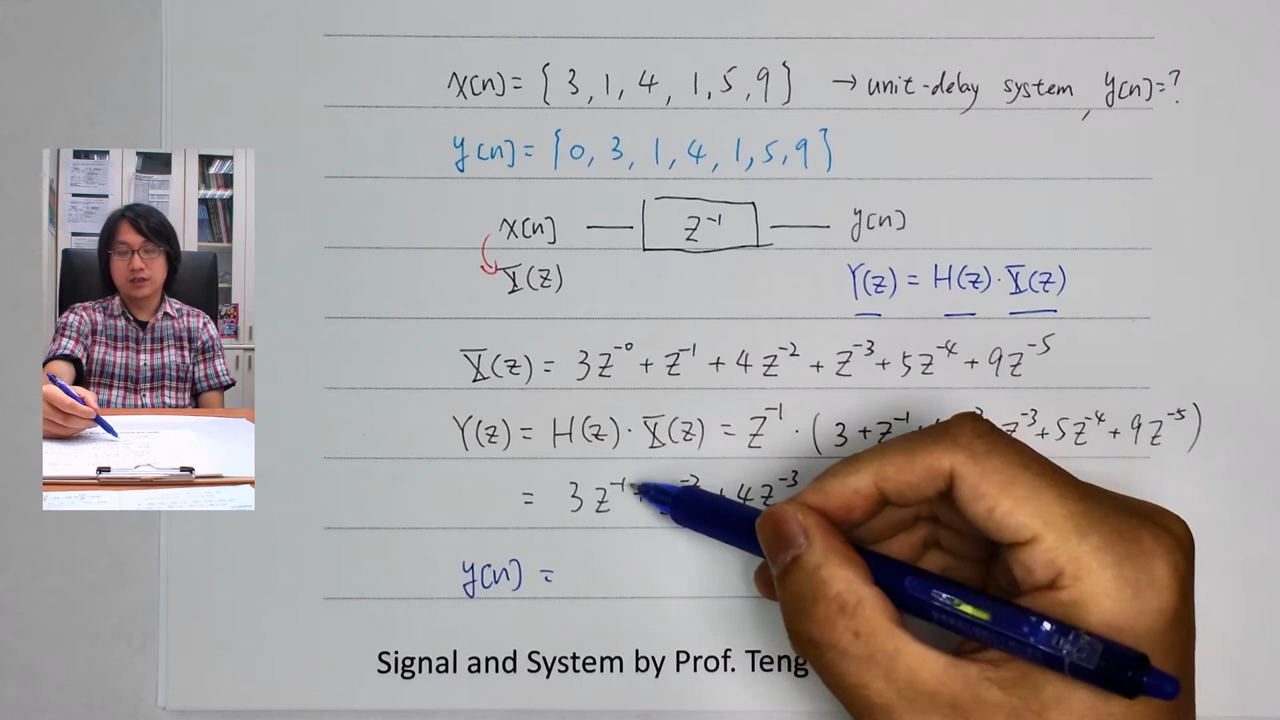 x[n] = { 3, 1, 4, 1, 5, 9 } → unit-delay system, y[n]=?
y[n] = { 0, 3, 1, 4, 1, 5, 9 }
x[n] — z⁻¹ — y[n]
X(z) Y(z) = H(z)·X(z)
X(z) = 3z⁻⁰ + z⁻¹ + 4z⁻² + z⁻³ + 5z⁻⁴ + 9z⁻⁵
Y(z) = H(z)·X(z) = z⁻¹·(3+z⁻¹ z⁻³+5z⁻⁴+9z⁻⁵)
= 3z⁻¹ ⁻² + 4z⁻³
y[n] =
Signal and System by Prof. Teng